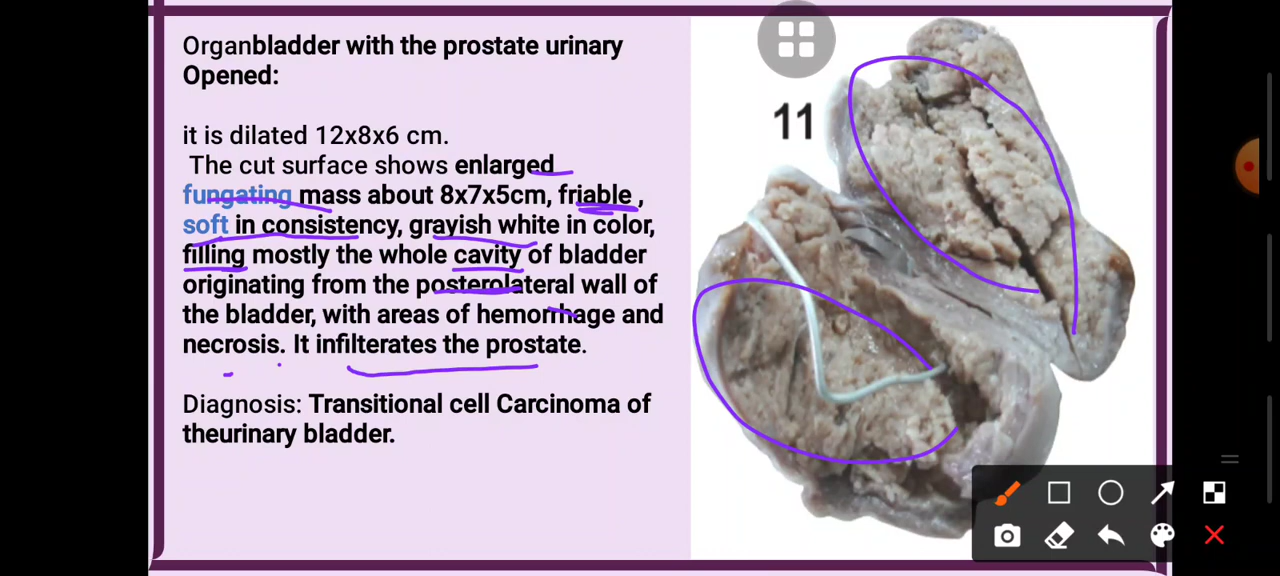 Organbladder with the prostate urinary
Opened:
it is dilated 12x8x6 cm.
The cut surface shows enlarged
fungating mass about 8x7x5cm, friable ,
soft in consistency, grayish white in color,
filling mostly the whole cavity of bladder
originating from the posterolateral wall of
the bladder, with areas of hemorrhage and
necrosis. It infilterates the prostate.
Diagnosis: Transitional cell Carcinoma of
theurinary bladder.
11